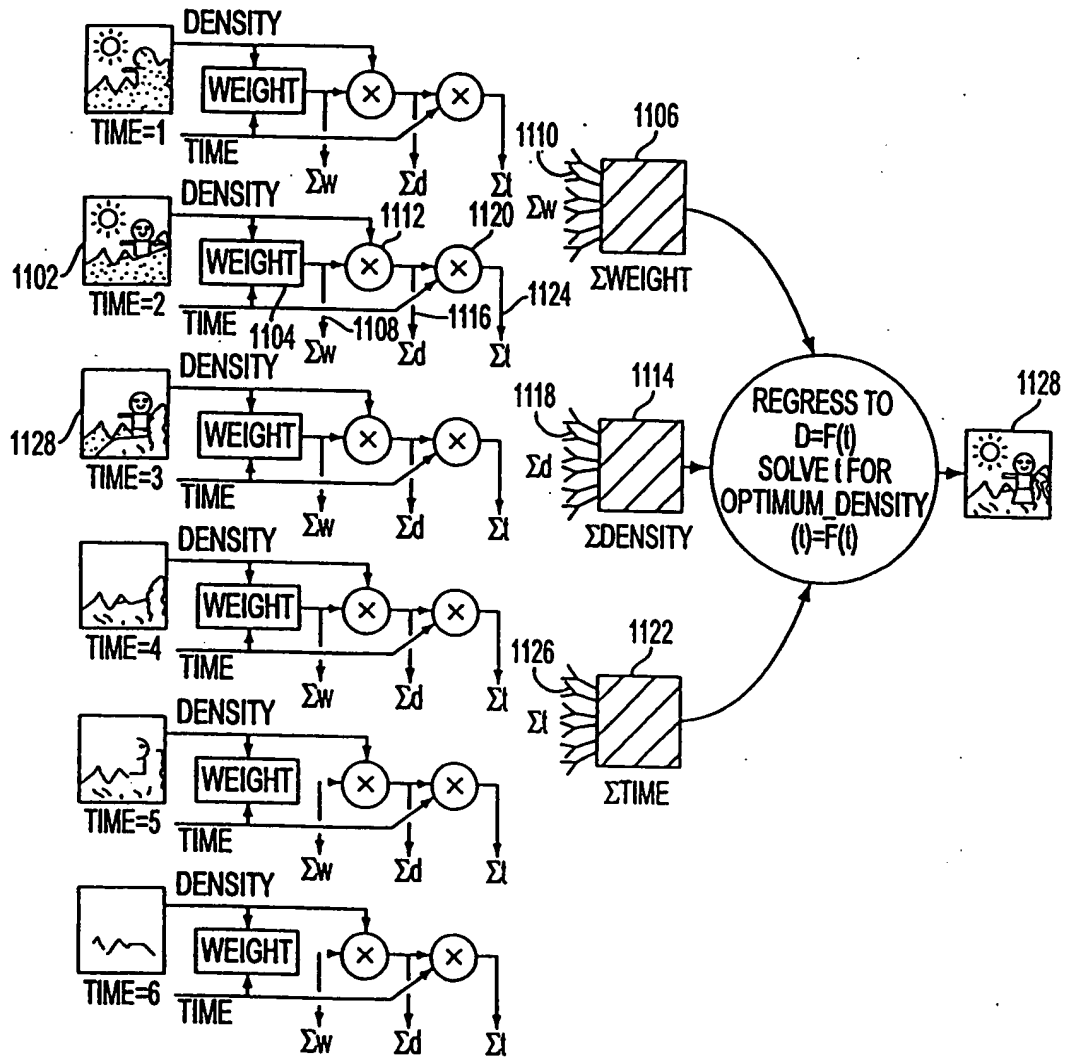 DENSITY
WEIGHT
×
×
TIME=1
TIME
Σw
Σd
Σt
DENSITY
1112
1120
1102
WEIGHT
×
×
TIME=2
TIME
1104
1108
1116
1124
Σw
Σd
Σt
DENSITY
1128
WEIGHT
×
×
TIME=3
TIME
Σw
Σd
Σt
DENSITY
WEIGHT
×
×
TIME=4
TIME
Σw
Σd
Σt
DENSITY
WEIGHT
×
×
TIME=5
TIME
Σw
Σd
Σt
DENSITY
WEIGHT
×
×
TIME=6
TIME
Σw
Σd
Σt
1110
1106
Σw
ΣWEIGHT
1118
1114
Σd
ΣDENSITY
1126
1122
Σt
ΣTIME
REGRESS TO
D=F(t)
SOLVE t FOR
OPTIMUM_DENSITY
(t)=F(t)
1128